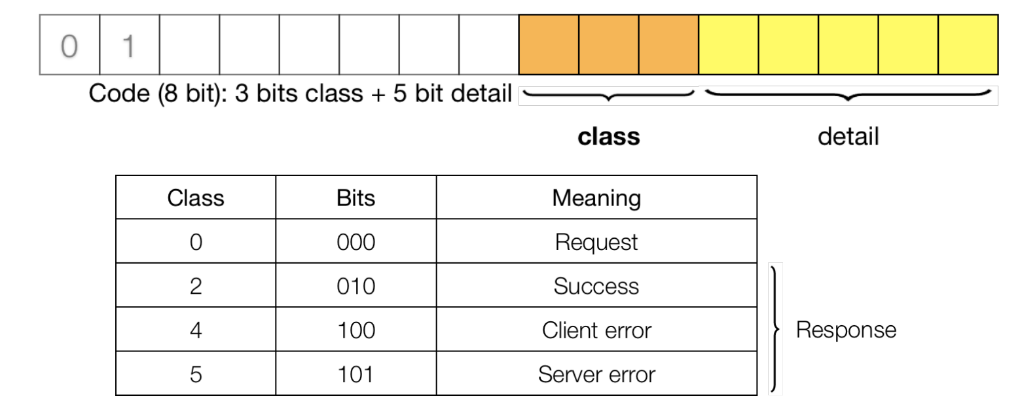 0 1
Code (8 bit): 3 bits class + 5 bit detail
class detail
Class Bits Meaning
0 000 Request
2 010 Success
4 100 Client error
5 101 Server error
Response